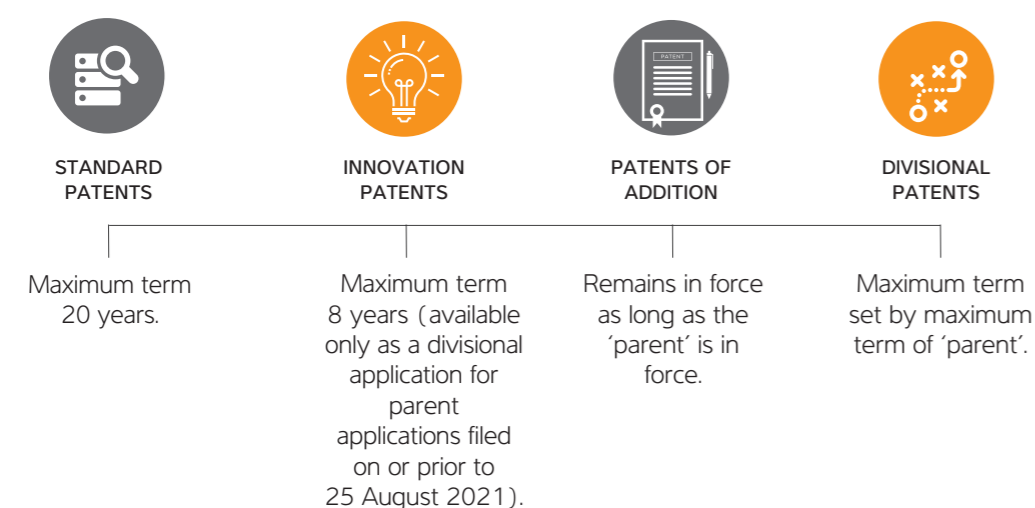 STANDARD
PATENTS
Maximum term
20 years.
INNOVATION
PATENTS
Maximum term
8 years (available
only as a divisional
application for
parent
applications filed
on or prior to
25 August 2021).
PATENT
PATENTS OF
ADDITION
Remains in force
as long as the
‘parent’ is in
force.
DIVISIONAL
PATENTS
Maximum term
set by maximum
term of ‘parent’.